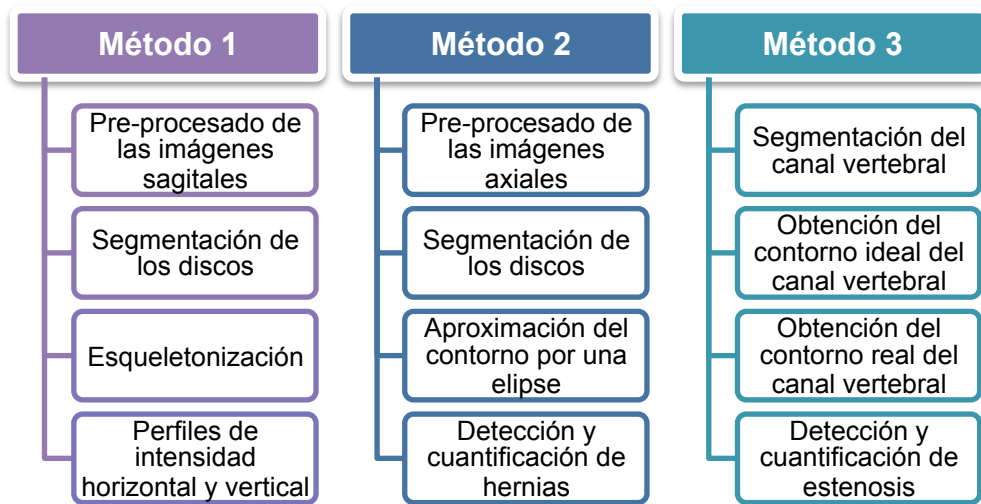 Método 1
Pre-procesado de
las imágenes
sagitales
Segmentación de
los discos
Esqueletonización
Perfiles de
intensidad
horizontal y vertical
Método 2
Pre-procesado de
las imágenes
axiales
Segmentación de
los discos
Aproximación del
contorno por una
elipse
Detección y
cuantificación de
hernias
Método 3
Segmentación del
canal vertebral
Obtención del
contorno ideal del
canal vertebral
Obtención del
contorno real del
canal vertebral
Detección y
cuantificación de
estenosis